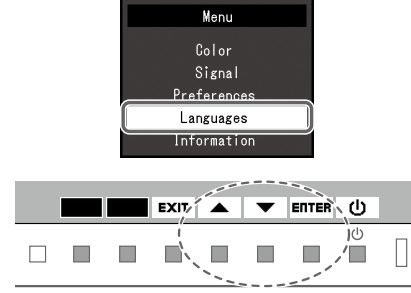 Menu
Color
Signal
Preferences
Languages
Information
EXIT ▲ ▼ ENTER